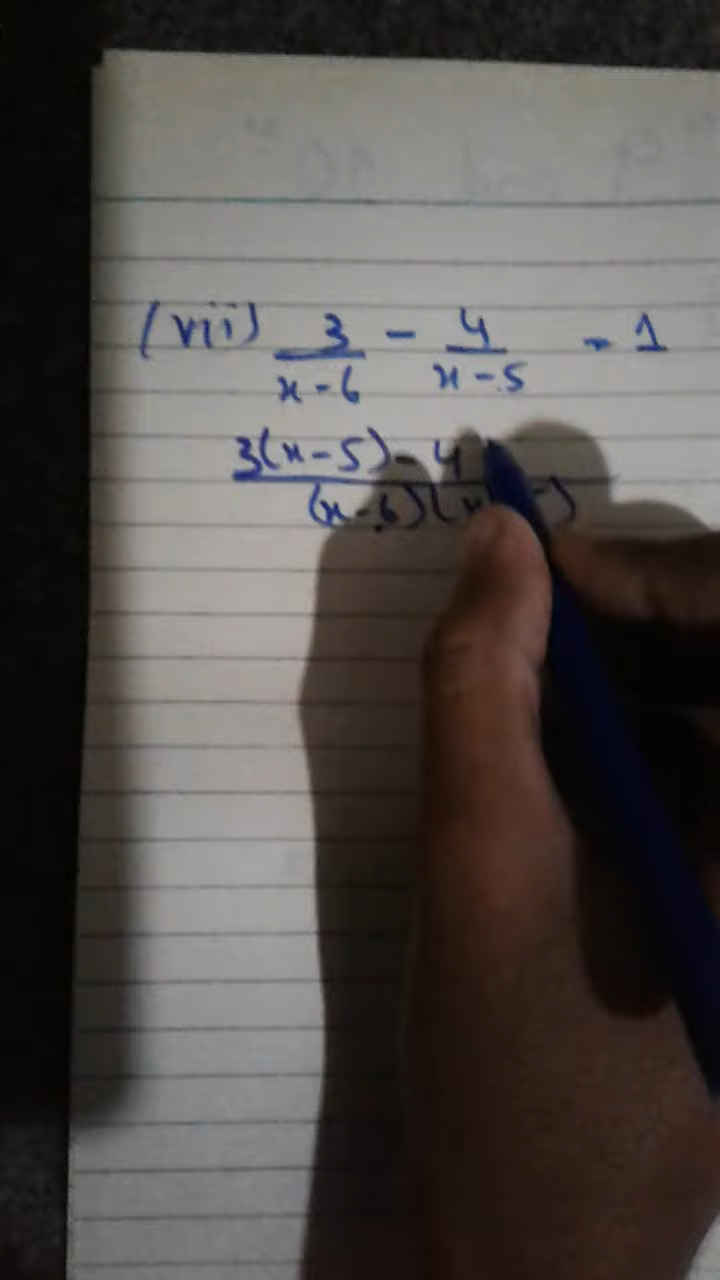 (vii) 3/(x-6) - 4/(x-5) = 1
3(x-5)-4
(x-6)(x